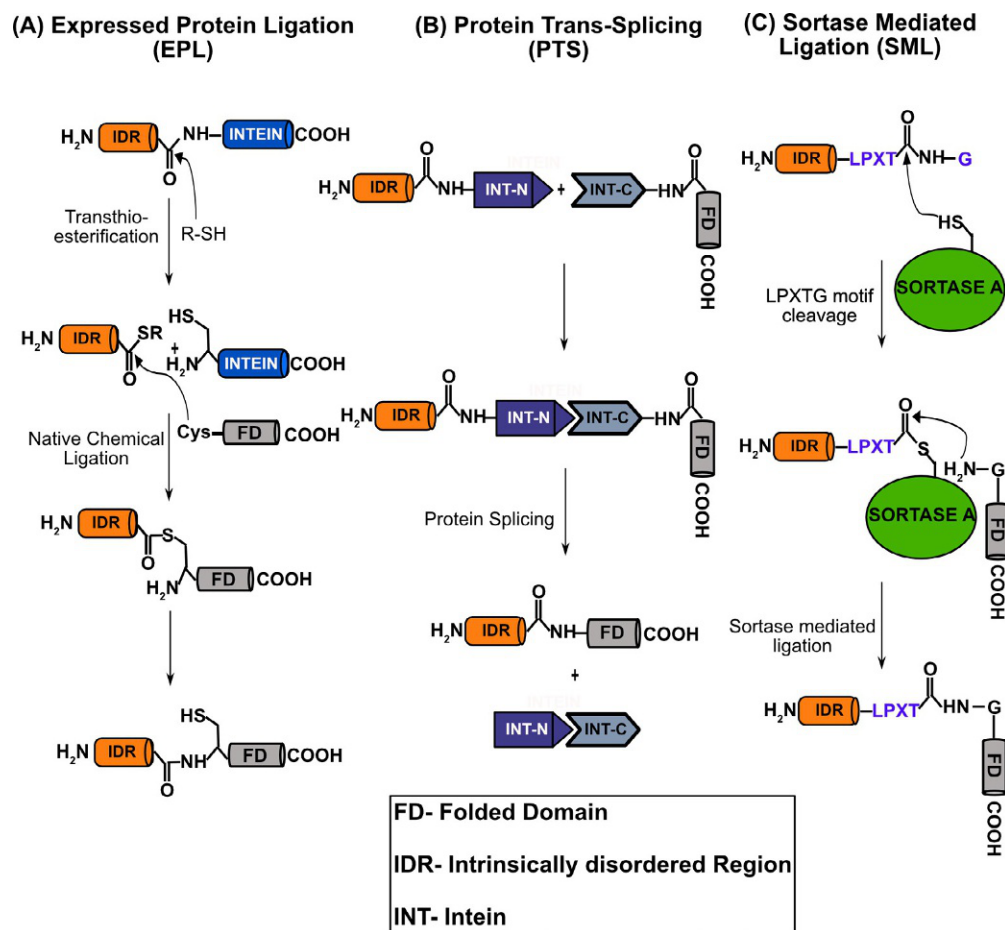 (A) Expressed Protein Ligation
(EPL)
H2N IDR NH INTEIN COOH
O
Transthio-
esterification
R-SH
HS
H2N IDR SR + H2N INTEIN COOH
O
Cys FD COOH
Native Chemical
Ligation
H2N IDR S
O
H2N FD COOH
HS
H2N IDR NH FD COOH
O
(B) Protein Trans-Splicing
(PTS)
O
H2N IDR NH INT-N + INT-C HN
O
FD
COOH
O
H2N IDR NH INT-N INT-C HN
O
FD
COOH
Protein Splicing
O
H2N IDR NH FD COOH
+
INT-N INT-C
(C) Sortase Mediated
Ligation (SML)
O
H2N IDR LPXT NH G
HS
SORTASE A
LPXTG motif
cleavage
O
H2N IDR LPXT S
H2N G
SORTASE A
FD
COOH
Sortase mediated
ligation
O
H2N IDR LPXT HN G
FD
COOH
FD- Folded Domain
IDR- Intrinsically disordered Region
INT- Intein